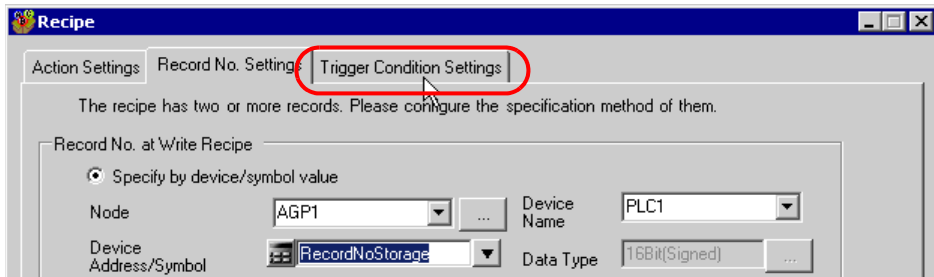 Recipe
Action Settings Record No. Settings Trigger Condition Settings
The recipe has two or more records. Please configure the specification method of them.
Record No. at Write Recipe
Specify by device/symbol value
Node AGP1 ... Device Name PLC1
Device Address/Symbol RecordNoStorage Data Type 16Bit(Signed) ...